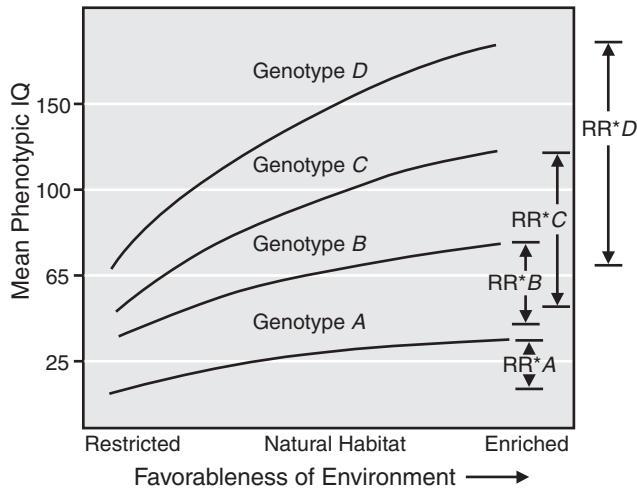 Mean Phenotypic IQ
150
100
65
25
Genotype D
Genotype C
Genotype B
Genotype A
RR*D
RR*C
RR*B
RR*A
Restricted
Natural Habitat
Enriched
Favorableness of Environment